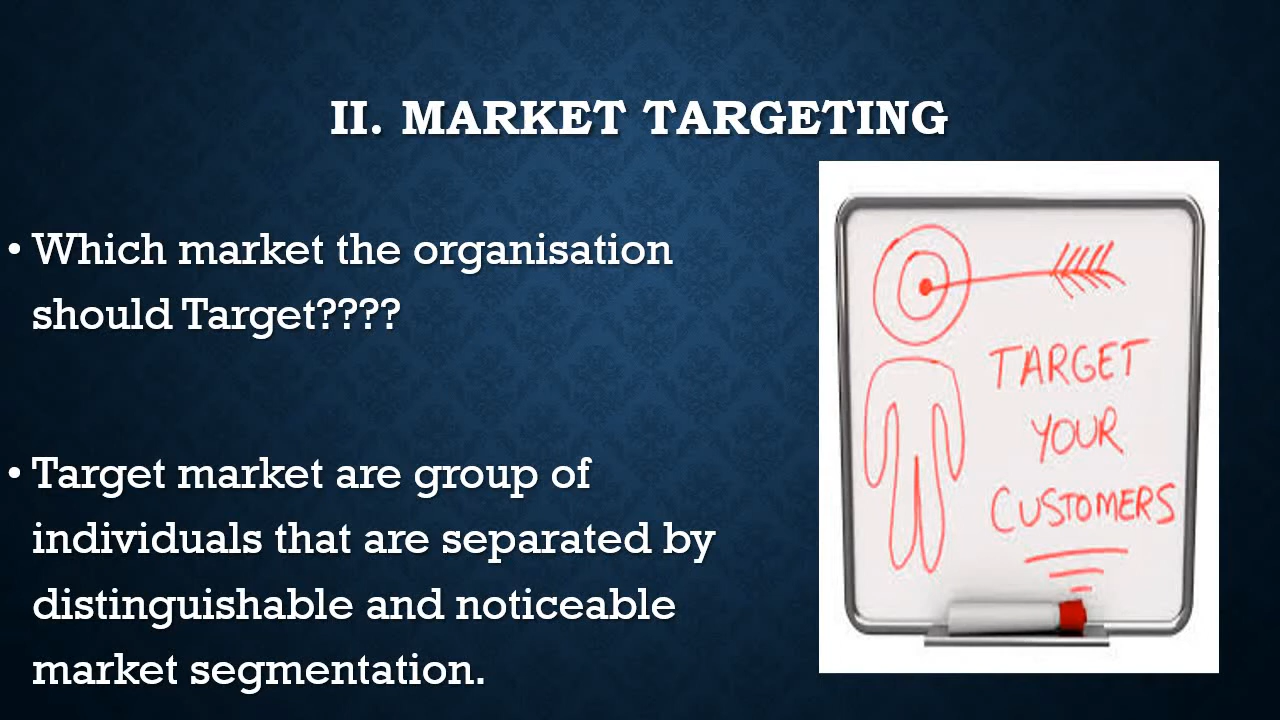 II. MARKET TARGETING
• Which market the organisation
should Target????
• Target market are group of
individuals that are separated by
distinguishable and noticeable
market segmentation.
TARGET
YOUR
CUSTOMERS